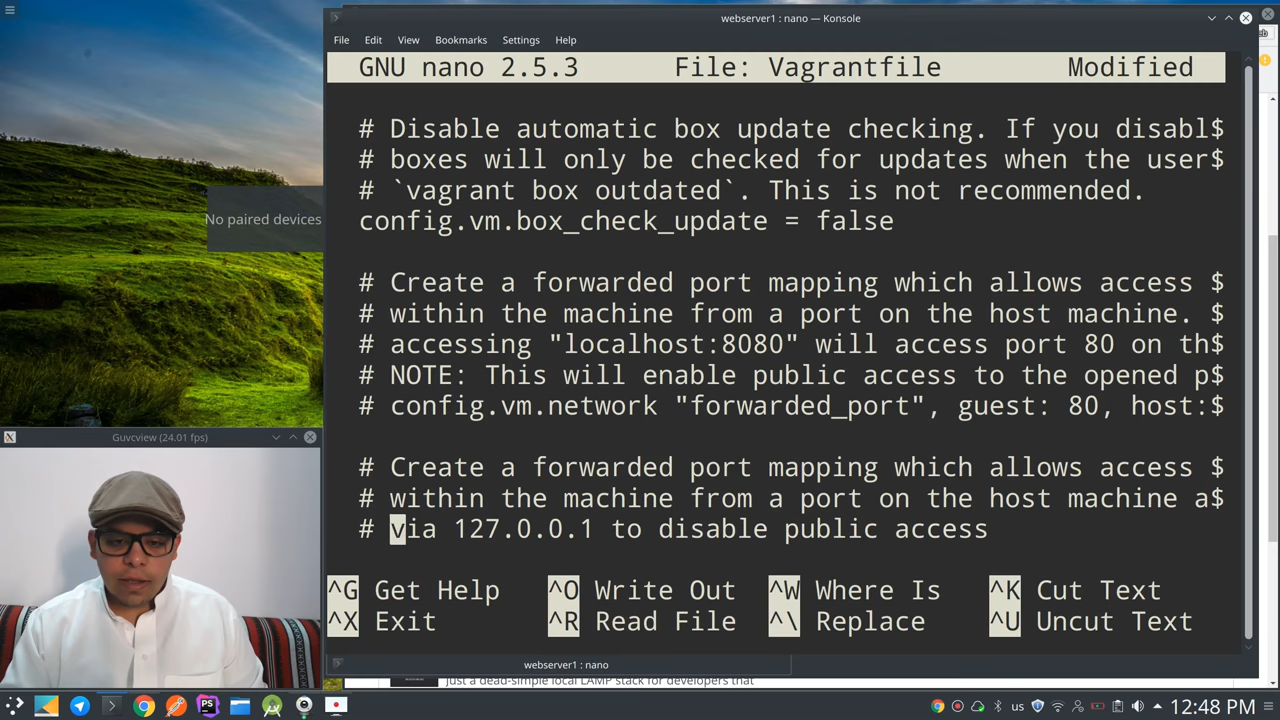 webserver1 : nano — Konsole
File Edit View Bookmarks Settings Help
GNU nano 2.5.3 File: Vagrantfile Modified
# Disable automatic box update checking. If you disabl$
# boxes will only be checked for updates when the user$
# `vagrant box outdated`. This is not recommended.
config.vm.box_check_update = false
# Create a forwarded port mapping which allows access $
# within the machine from a port on the host machine. $
# accessing "localhost:8080" will access port 80 on th$
# NOTE: This will enable public access to the opened p$
# config.vm.network "forwarded_port", guest: 80, host:$
# Create a forwarded port mapping which allows access $
# within the machine from a port on the host machine a$
# via 127.0.0.1 to disable public access
^G Get Help ^O Write Out ^W Where Is ^K Cut Text
^X Exit ^R Read File ^\ Replace ^U Uncut Text
webserver1 : nano
No paired devices
Guvcview (24.01 fps)
just a dead-simple local LAMP stack for developers that
PS
us
12:48 PM